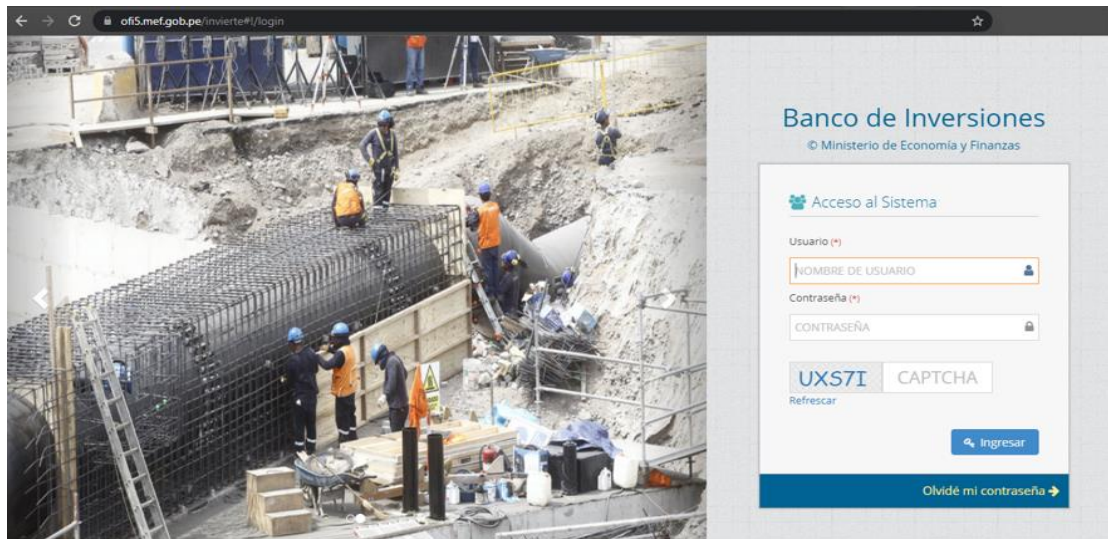 ofi5.mef.gob.pe/invierte#!/login
Banco de Inversiones
© Ministerio de Economía y Finanzas
Acceso al Sistema
Usuario (*)
NOMBRE DE USUARIO
Contraseña (*)
CONTRASEÑA
UXS7I CAPTCHA
Refrescar
Ingresar
Olvidé mi contraseña